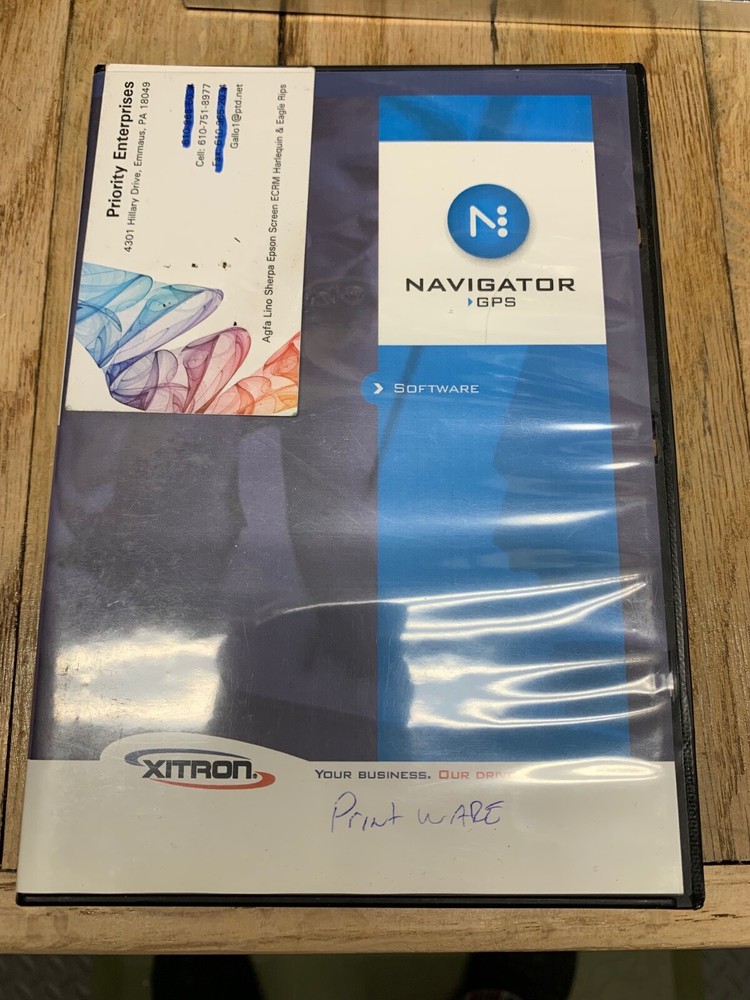 Priority Enterprises
4301 Hillary Drive, Emmaus, PA 18049
Cell: 610-751-8977
Gallo1@ptd.net
Agfa Lino Sherpa Epson Screen ECRM Harlequin & Eagle Rips
N
NAVIGATOR
GPS
SOFTWARE
XITRON.
YOUR BUSINESS. OUR
Print WARE